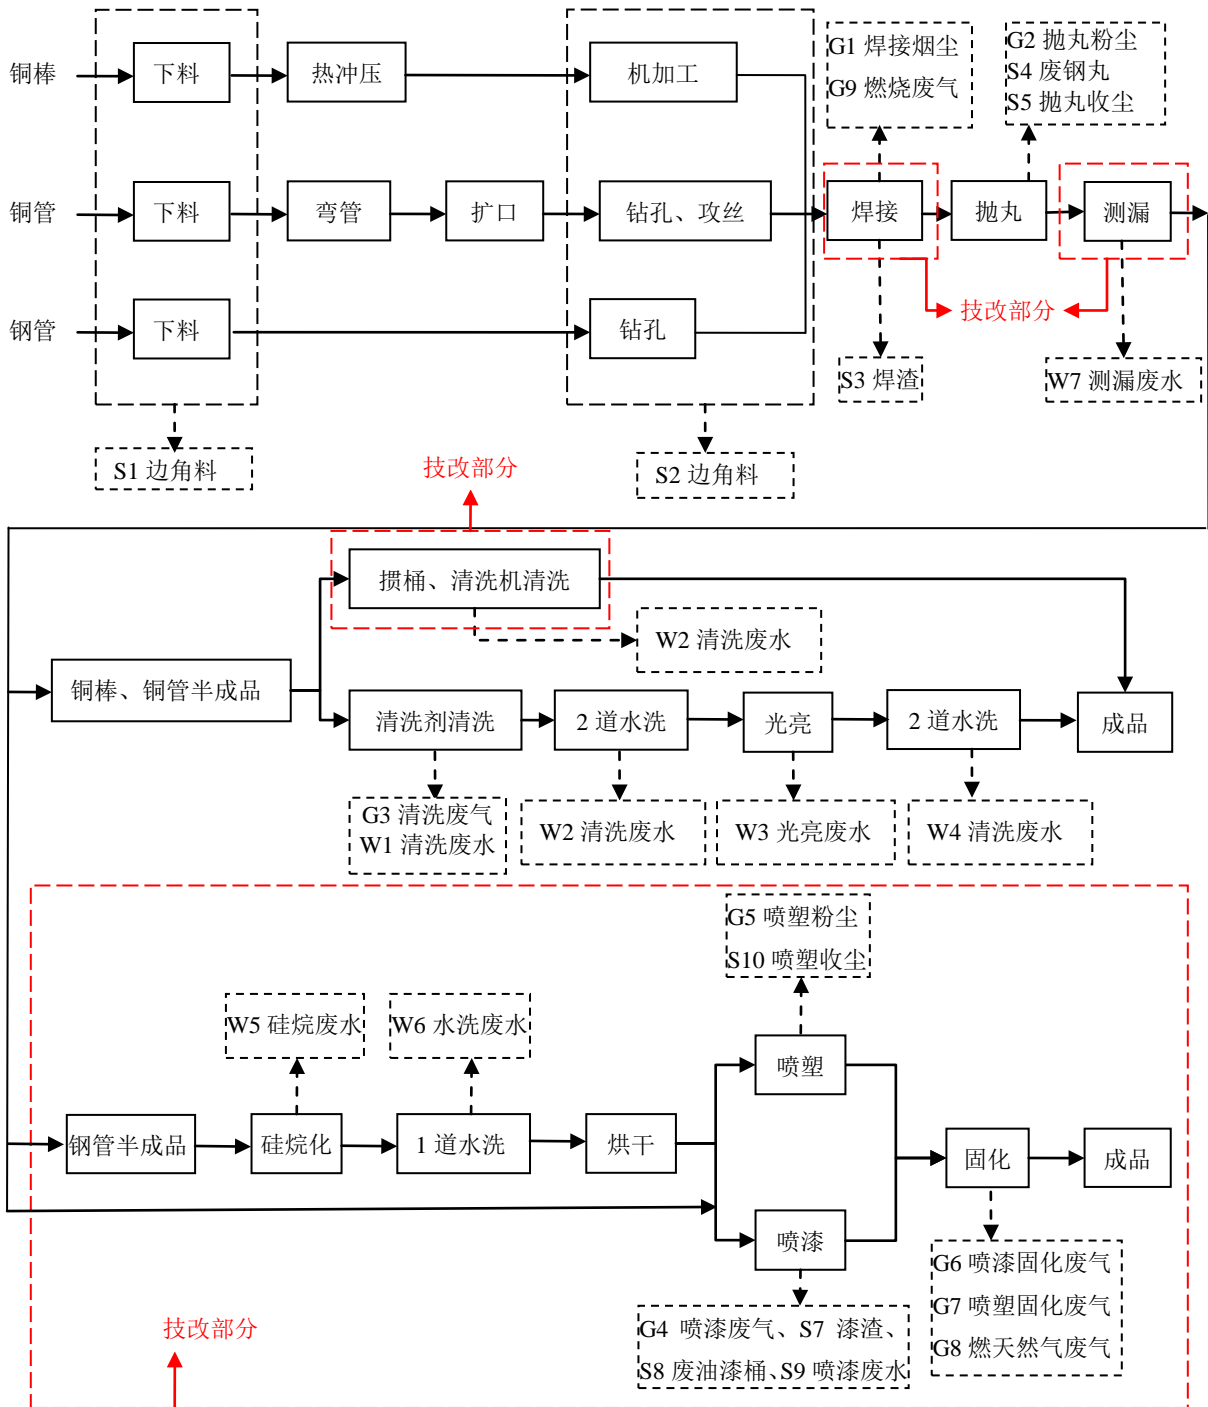 G1 焊接烟尘
G9 燃烧废气
G2 抛丸粉尘
S4 废钢丸
S5 抛丸收尘
铜棒
下料
热冲压
机加工
铜管
下料
弯管
扩口
钻孔、攻丝
焊接
抛丸
测漏
钢管
下料
钻孔
技改部分
S3 焊渣
W7 测漏废水
S1 边角料
S2 边角料
技改部分
掼桶、清洗机清洗
W2 清洗废水
铜棒、铜管半成品
清洗剂清洗
2 道水洗
光亮
2 道水洗
成品
G3 清洗废气
W1 清洗废水
W2 清洗废水
W3 光亮废水
W4 清洗废水
G5 喷塑粉尘
S10 喷塑收尘
W5 硅烷废水
W6 水洗废水
喷塑
钢管半成品
硅烷化
1 道水洗
烘干
固化
成品
喷漆
G6 喷漆固化废气
G7 喷塑固化废气
G8 燃天然气废气
G4 喷漆废气、S7 漆渣、
S8 废油漆桶、S9 喷漆废水
技改部分